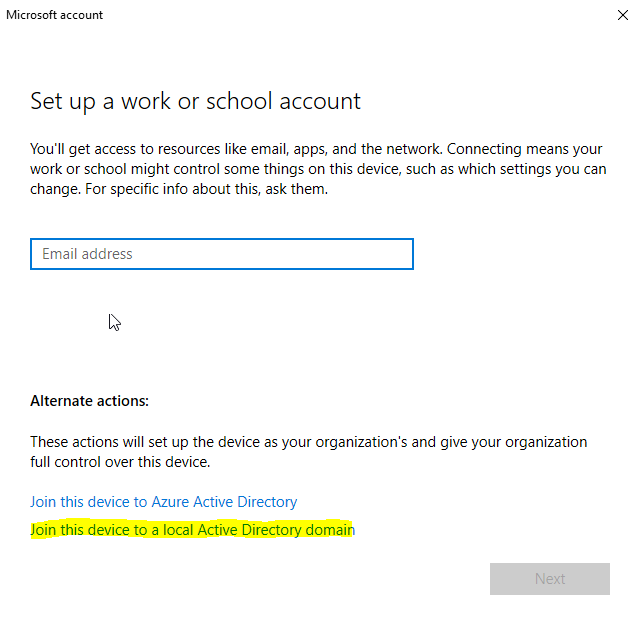 Microsoft account
Set up a work or school account
You'll get access to resources like email, apps, and the network. Connecting means your
work or school might control some things on this device, such as which settings you can
change. For specific info about this, ask them.
Email address
Alternate actions:
These actions will set up the device as your organization's and give your organization
full control over this device.
Join this device to Azure Active Directory
Join this device to a local Active Directory domain
Next